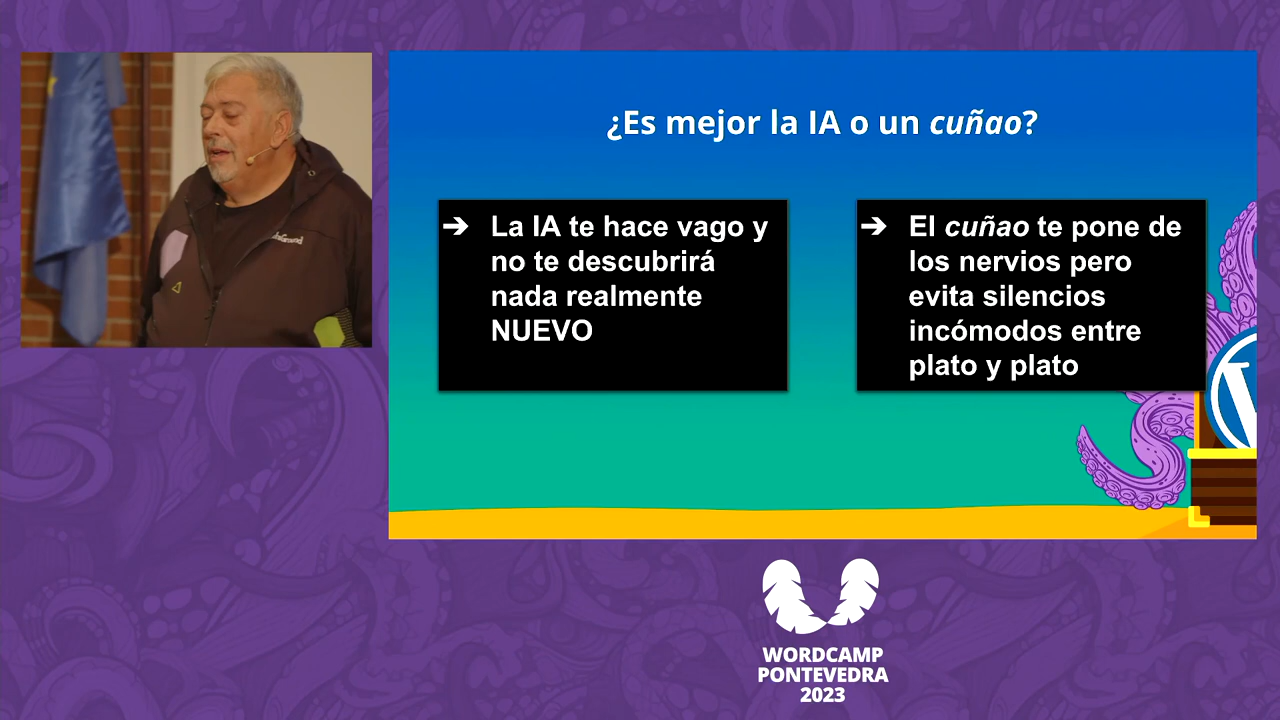 ¿Es mejor la IA o un cuñao?
➔ La IA te hace vago y
no te descubrirá
nada realmente
NUEVO
➔ El cuñao te pone de
los nervios pero
evita silencios
incómodos entre
plato y plato
WORDCAMP
PONTEVEDRA
2023